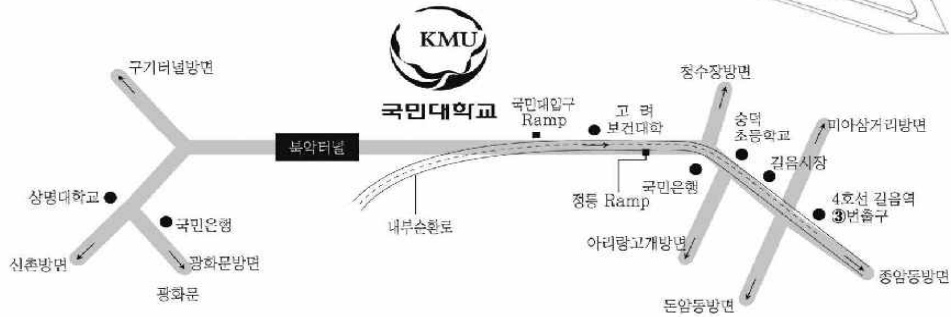 KMU
국민대학교
구기터널방면
북악터널
상명대학교
국민은행
신촌방면
광화문방면
광화문
국민대입구
Ramp
고 려
보건대학
내부순환로
정릉 Ramp
국민은행
청수장방면
숭덕
초등학교
길음시장
미아삼거리방면
4호선 길음역
③번출구
아리랑고개방면
돈암동방면
종암동방면